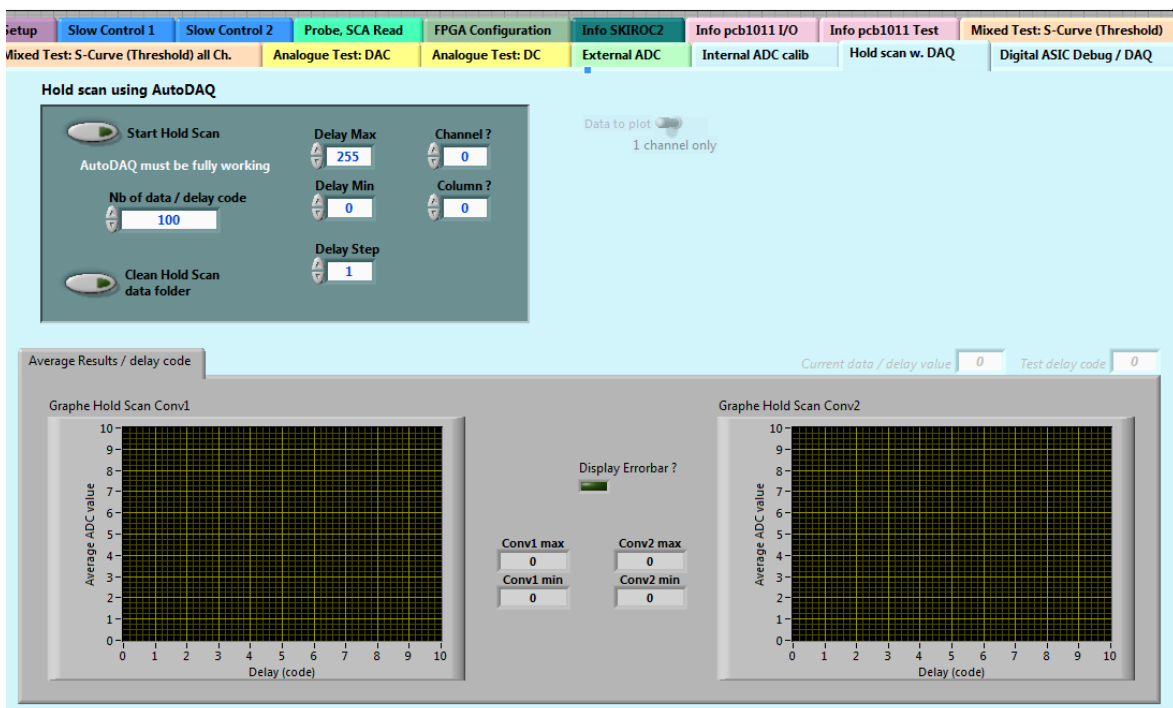 Setup
Slow Control 1
Slow Control 2
Probe, SCA Read
FPGA Configuration
Info SKIROC2
Info pcb1011 I/O
Info pcb1011 Test
Mixed Test: S-Curve (Threshold)
Mixed Test: S-Curve (Threshold) all Ch.
Analogue Test: DAC
Analogue Test: DC
External ADC
Internal ADC calib
Hold scan w. DAQ
Digital ASIC Debug / DAQ
Hold scan using AutoDAQ
Start Hold Scan
AutoDAQ must be fully working
Nb of data / delay code
100
Clean Hold Scan
data folder
Delay Max
255
Delay Min
0
Delay Step
1
Channel ?
0
Column ?
0
Data to plot
1 channel only
Average Results / delay code
Current data / delay value
0
Test delay code
0
Graphe Hold Scan Conv1
10
9
8
7
6
5
4
3
2
1
0
Average ADC value
0 1 2 3 4 5 6 7 8 9 10
Delay (code)
Display Errorbar ?
Conv1 max
0
Conv1 min
0
Conv2 max
0
Conv2 min
0
Graphe Hold Scan Conv2
10
9
8
7
6
5
4
3
2
1
0
Average ADC value
0 1 2 3 4 5 6 7 8 9 10
Delay (code)